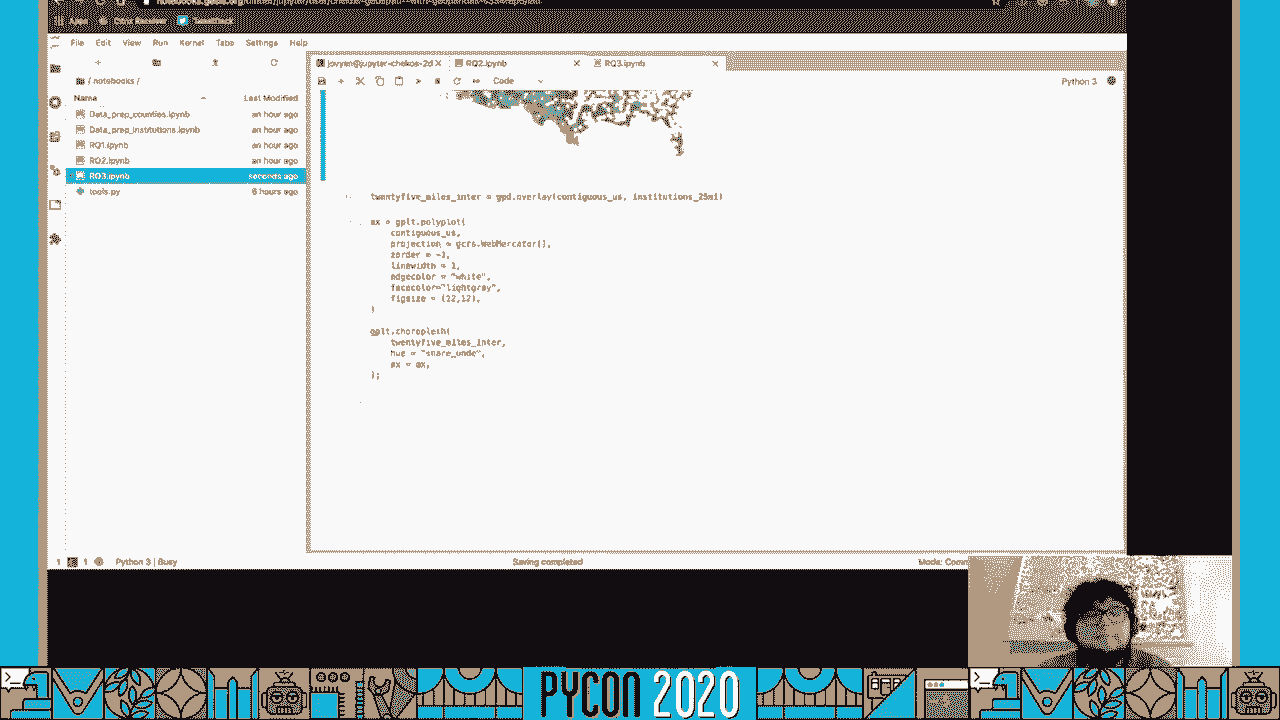 Apps Citrix Receiver
File Edit View Run Kernel Tabs Settings Help
jovyan@jupyter-chekos-2d RQ2.ipynb RQ3.ipynb
Code Python 3
/ notebooks /
Name Last Modified
Data_prep_counties.ipynb an hour ago
Data_prep_institutions.ipynb an hour ago
RQ1.ipynb an hour ago
RQ2.ipynb an hour ago
RQ3.ipynb seconds ago
tools.py 6 hours ago
twentyfive_miles_inter = gpd.overlay(contiguous_us, institutions_25mi)
ax = gplt.polyplot(
contiguous_us,
projection = gcrs.WebMercator(),
zorder = -1,
linewidth = 1,
edgecolor = "white",
facecolor="lightgray",
figsize = (12,12),
)
gplt.choropleth(
twentyfive_miles_inter,
hue = "share_undc",
ax = ax,
);
1 1 Python 3 | Busy Saving completed Mode: Comm
PYCON 2020